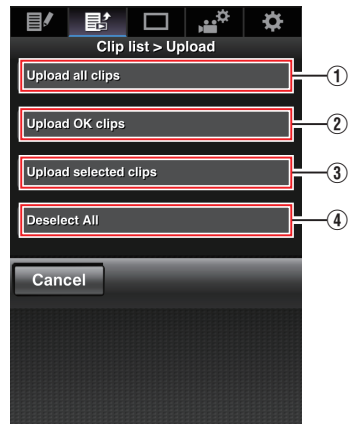 Clip list > Upload
Upload all clips ①
Upload OK clips ②
Upload selected clips ③
Deselect All ④
Cancel